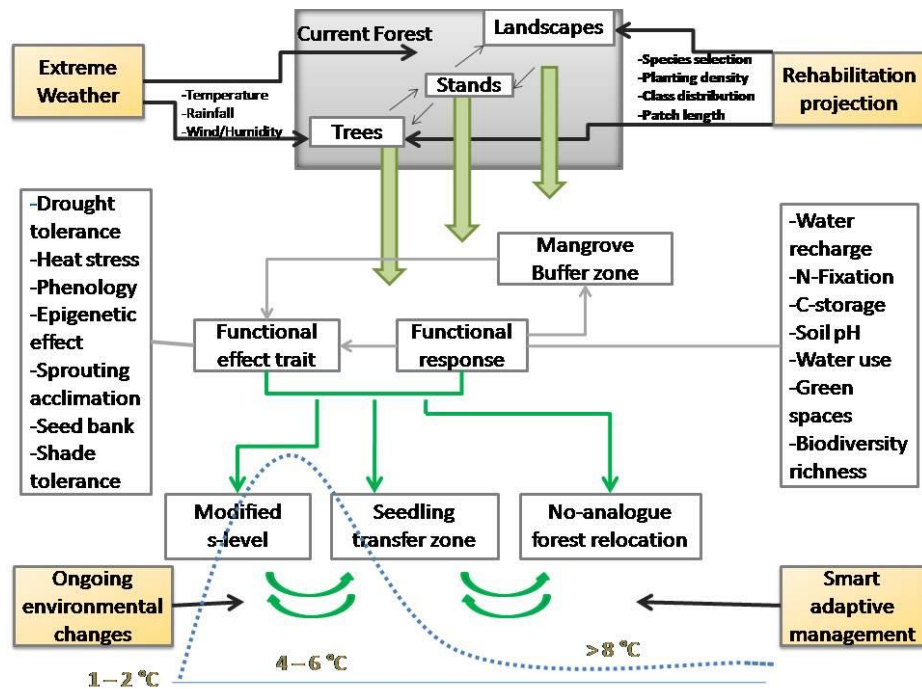 Landscapes
Current Forest
Extreme
Weather
-Temperature
-Rainfall
-Wind/Humidity
Stands
Trees
-Species selection
-Planting density
-Class distribution
-Patch length
Rehabilitation
projection
-Drought
tolerance
-Heat stress
-Phenology
-Epigenetic
effect
-Sprouting
acclimation
-Seed bank
-Shade
tolerance
Mangrove
Buffer zone
Functional
effect trait
Functional
response
-Water
recharge
-N-Fixation
-C-storage
-Soil pH
-Water use
-Green
spaces
-Biodiversity
richness
Modified
s-level
Seedling
transfer zone
No-analogue
forest relocation
Ongoing
environmental
changes
Smart
adaptive
management
1–2 °C
4–6 °C
>8 °C